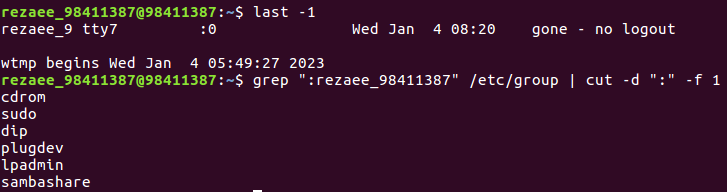 rezaee_98411387@98411387:~$ last -1
rezaee_9 tty7         :0               Wed Jan  4 08:20    gone - no logout

wtmp begins Wed Jan  4 05:49:27 2023
rezaee_98411387@98411387:~$ grep ":rezaee_98411387" /etc/group | cut -d ":" -f 1
cdrom
sudo
dip
plugdev
lpadmin
sambashare